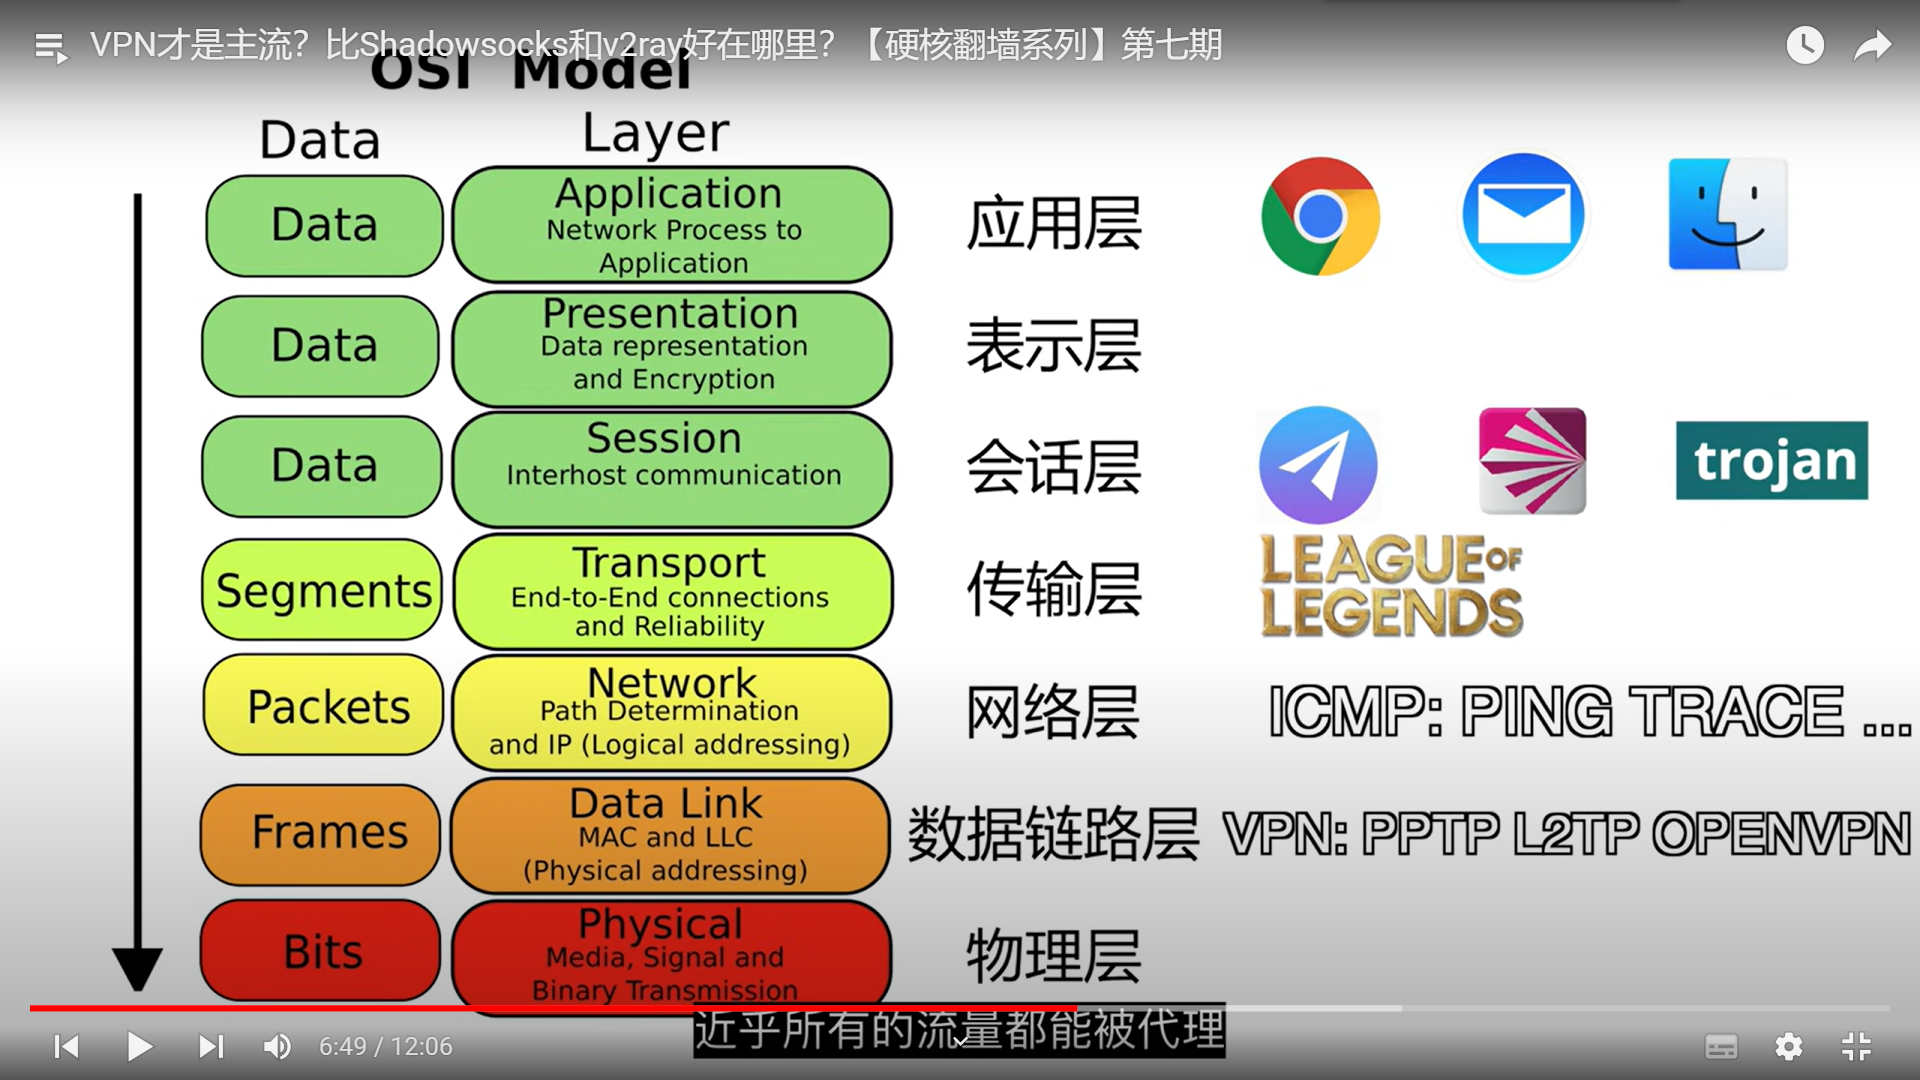 VPN才是主流？比Shadowsocks和v2ray好在哪里？【硬核翻墙系列】第七期
OSI Model
Data
Layer
Data
Application
Network Process to
Application
应用层
Data
Presentation
Data representation
and Encryption
表示层
Data
Session
Interhost communication
会话层
trojan
Segments
Transport
End-to-End connections
and Reliability
传输层
LEAGUE OF
LEGENDS
Packets
Network
Path Determination
and IP (Logical addressing)
网络层
ICMP: PING TRACE ...
Frames
Data Link
MAC and LLC
(Physical addressing)
数据链路层
VPN: PPTP L2TP OPENVPN
Bits
Physical
Media, Signal and
Binary Transmission
物理层
近乎所有的流量都能被代理
6:49 / 12:06